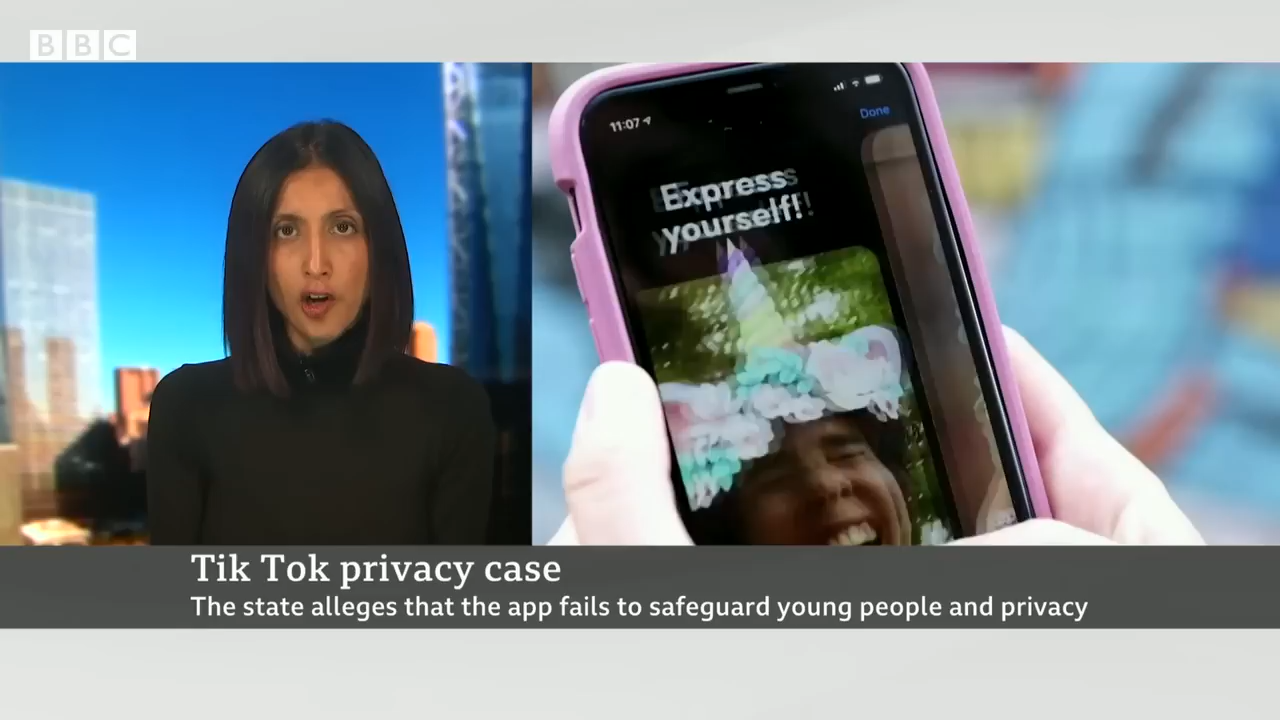 BBC
11:07
Done
Express
yourself!
Tik Tok privacy case
The state alleges that the app fails to safeguard young people and privacy